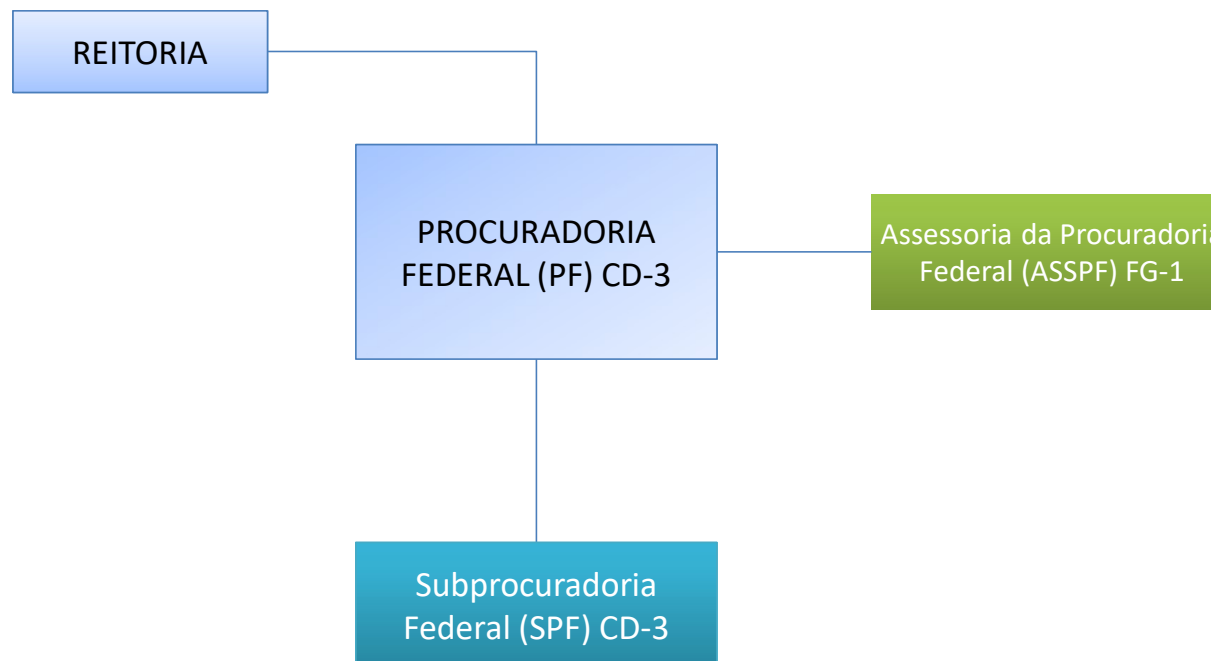 REITORIA
PROCURADORIA
FEDERAL (PF) CD-3
Assessoria da Procuradoria
Federal (ASSPF) FG-1
Subprocuradoria
Federal (SPF) CD-3